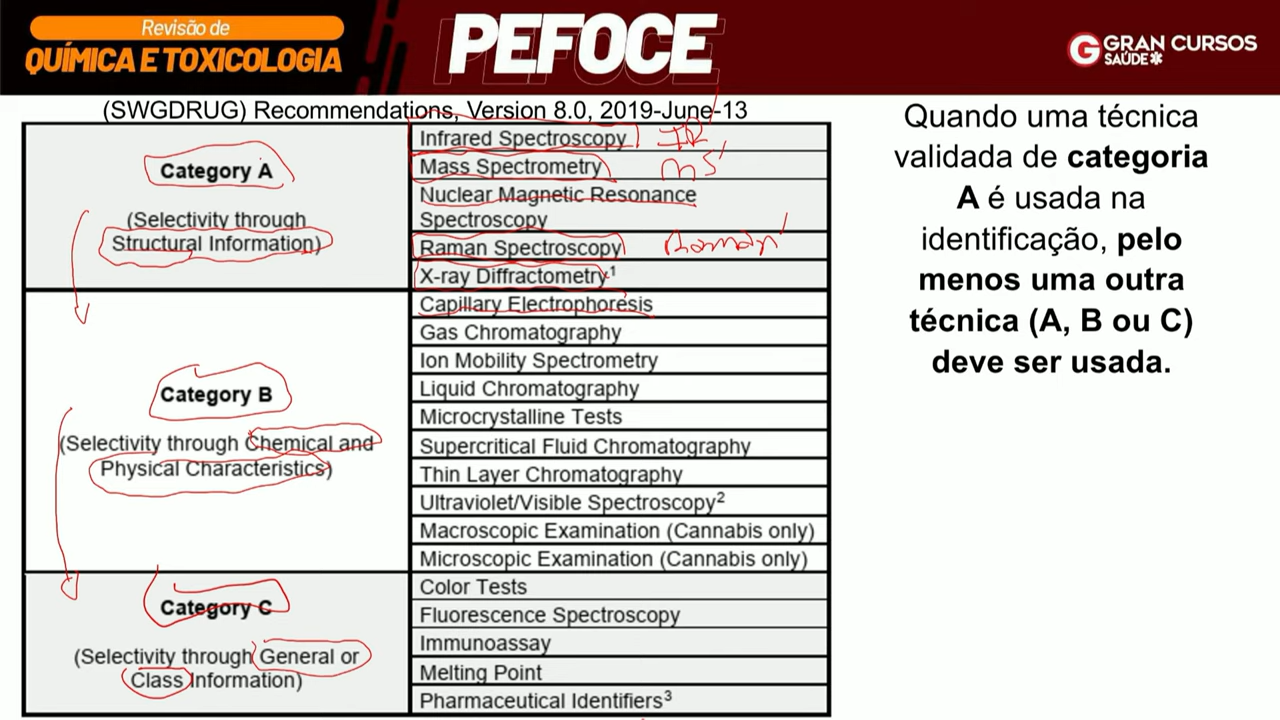 Revisão de
QUÍMICA E TOXICOLOGIA
PEFOCE
GRAN CURSOS
SAÚDE
(SWGDRUG) Recommendations, Version 8.0, 2019-June-13
Category A
(Selectivity through
Structural Information)
Infrared Spectroscopy IR
Mass Spectrometry MS
Nuclear Magnetic Resonance
Spectroscopy
Raman Spectroscopy Raman
X-ray Diffractometry¹
Category B
(Selectivity through Chemical and
Physical Characteristics)
Capillary Electrophoresis
Gas Chromatography
Ion Mobility Spectrometry
Liquid Chromatography
Microcrystalline Tests
Supercritical Fluid Chromatography
Thin Layer Chromatography
Ultraviolet/Visible Spectroscopy²
Macroscopic Examination (Cannabis only)
Microscopic Examination (Cannabis only)
Category C
(Selectivity through General or
Class Information)
Color Tests
Fluorescence Spectroscopy
Immunoassay
Melting Point
Pharmaceutical Identifiers³
Quando uma técnica
validada de categoria
A é usada na
identificação, pelo
menos uma outra
técnica (A, B ou C)
deve ser usada.